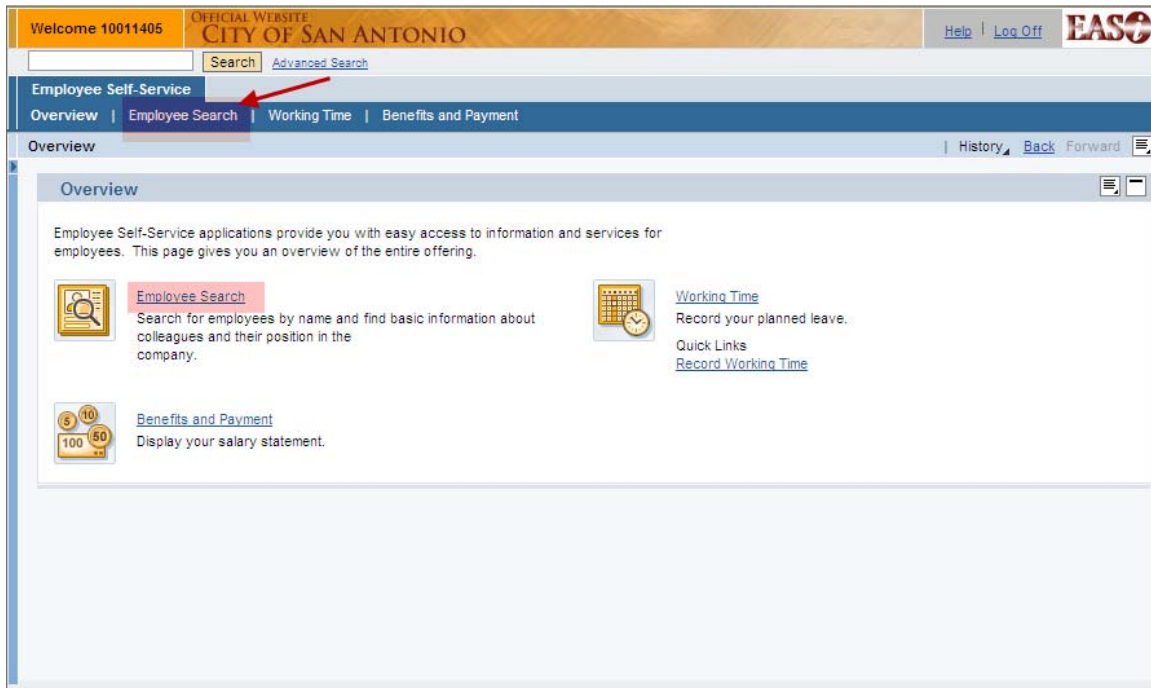 Welcome 10011405
OFFICIAL WEBSITE
CITY OF SAN ANTONIO
Help | Log Off
EASE
Search Advanced Search
Employee Self-Service
Overview | Employee Search | Working Time | Benefits and Payment
Overview
| History Back Forward
Overview
Employee Self-Service applications provide you with easy access to information and services for
employees. This page gives you an overview of the entire offering.
Employee Search
Search for employees by name and find basic information about
colleagues and their position in the
company.
Working Time
Record your planned leave.
Quick Links
Record Working Time
5 10
100 50
Benefits and Payment
Display your salary statement.